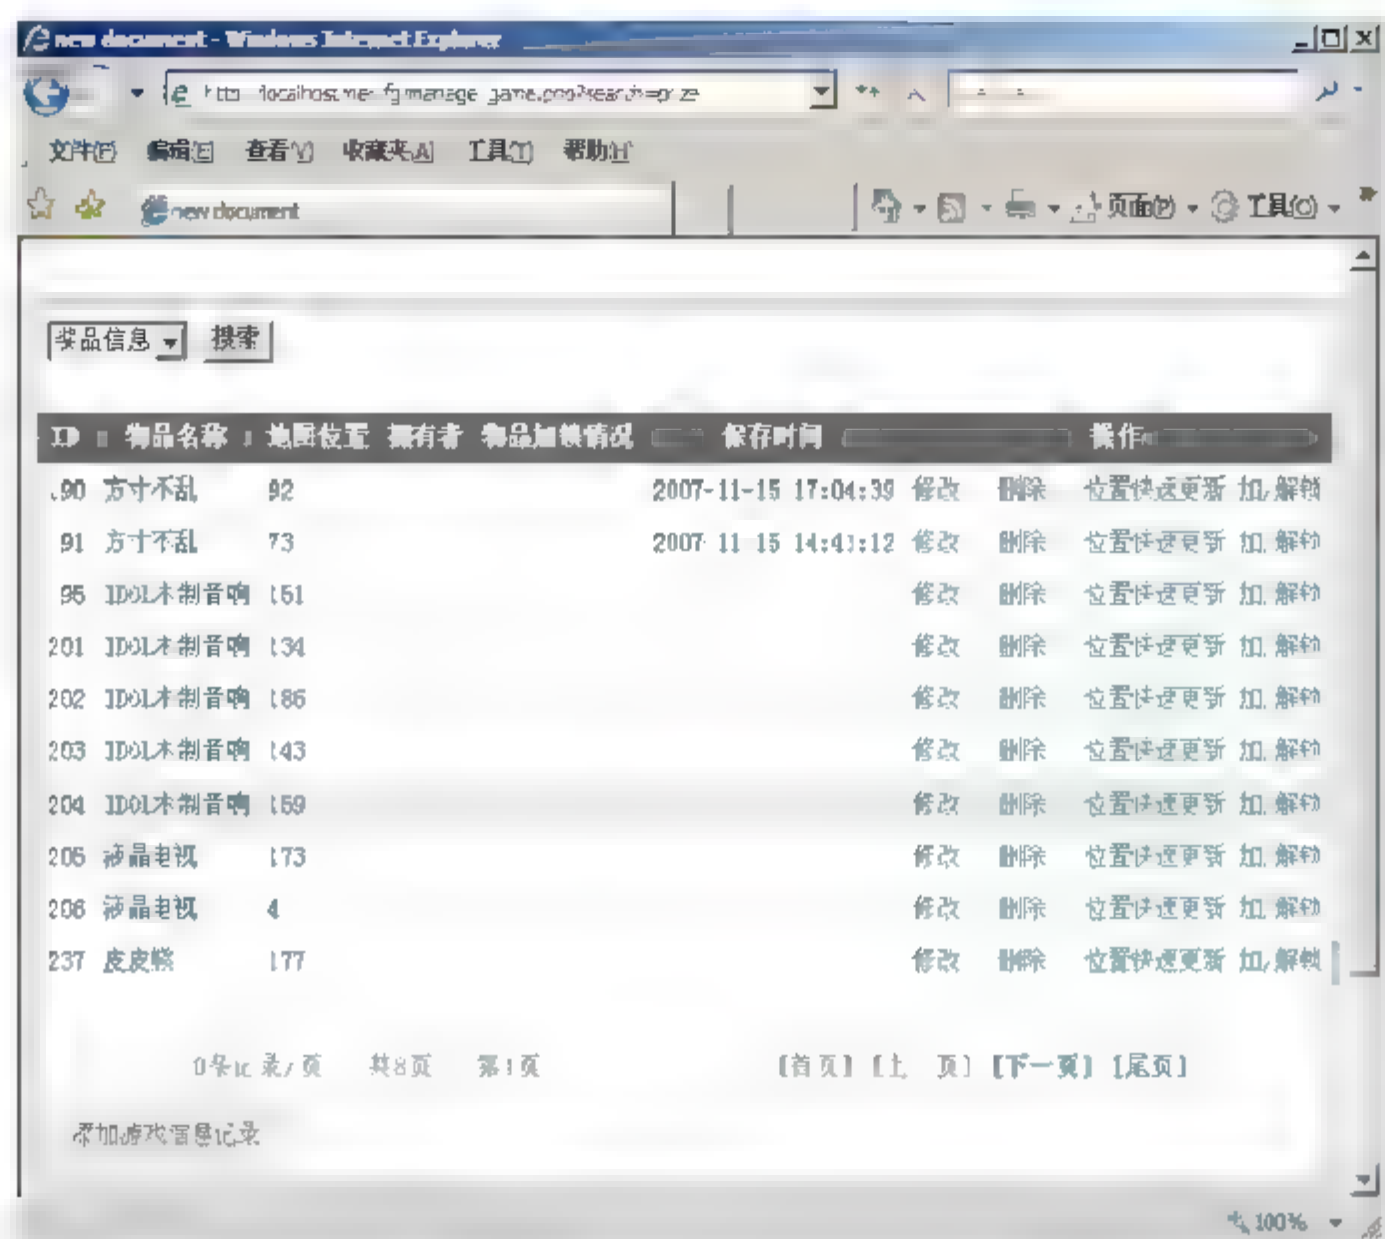 new document - Windows Internet Explorer
文件(F) 编辑(E) 查看(V) 收藏夹(A) 工具(T) 帮助(H)
new document 页面(P) 工具(O)
奖品信息 搜索
ID 物品名称 地图位置 拥有者 物品加锁情况 保存时间 操作
90 方寸不乱 92 2007-11-15 17:04:39 修改 删除 位置快速更新 加/解锁
91 方寸不乱 73 2007-11-15 修改 删除 位置快速更新 加/解锁
95 IDOL木制音响 151 修改 删除 位置快速更新 加/解锁
201 IDOL木制音响 134 修改 删除 位置快速更新 加/解锁
202 IDOL木制音响 186 修改 删除 位置快速更新 加/解锁
203 IDOL木制音响 143 修改 删除 位置快速更新 加/解锁
204 IDOL木制音响 159 修改 删除 位置快速更新 加/解锁
205 液晶电视 173 修改 删除 位置快速更新 加/解锁
206 液晶电视 4 修改 删除 位置快速更新 加/解锁
237 皮皮 177 修改 删除 位置快速更新 加/解锁
0条记录/页 共8页 第1页 [首页] [上 页] [下一页] [尾页]
添加游戏信息记录
100%